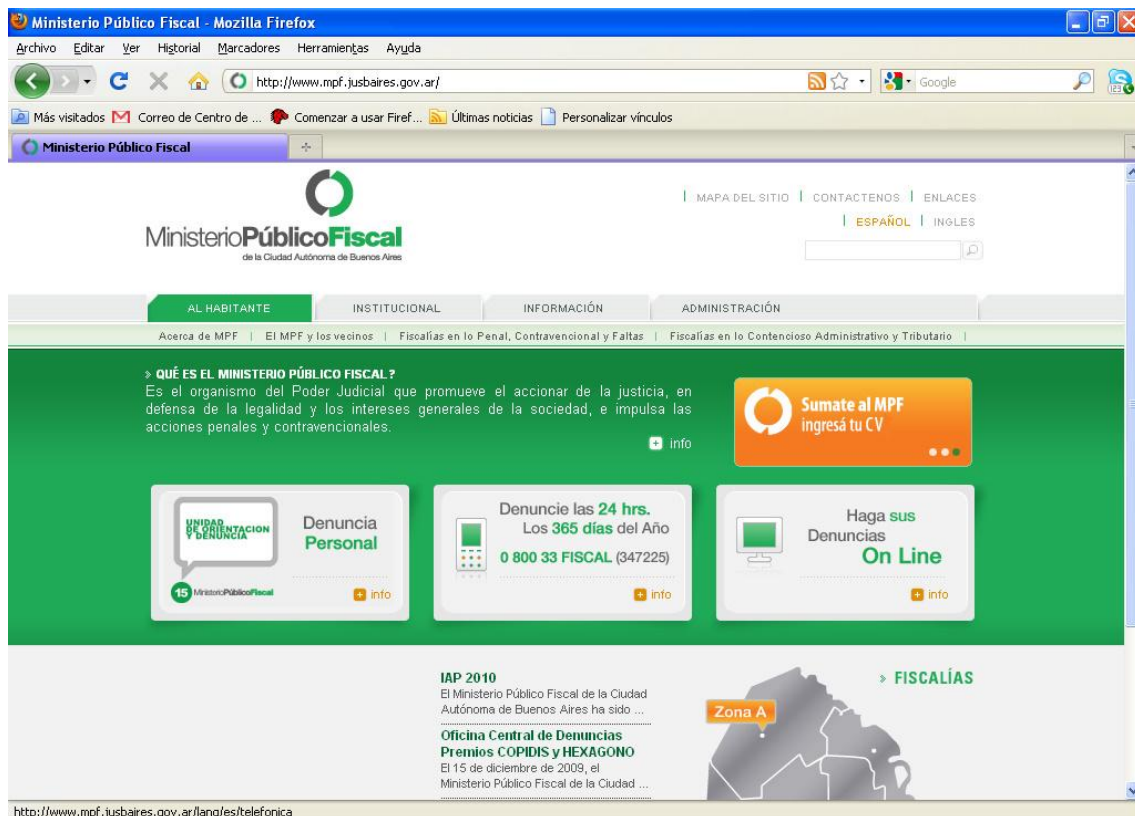 Ministerio Público Fiscal - Mozilla Firefox
Archivo Editar Ver Historial Marcadores Herramientas Ayuda
http://www.mpf.jusbaires.gov.ar/
Google
Más visitados Correo de Centro de ... Comenzar a usar Firef... Últimas noticias Personalizar vínculos
Ministerio Público Fiscal
MAPA DEL SITIO | CONTACTENOS | ENLACES
ESPAÑOL | INGLES
MinisterioPúblicoFiscal
de la Ciudad Autónoma de Buenos Aires
AL HABITANTE INSTITUCIONAL INFORMACIÓN ADMINISTRACIÓN
Acerca de MPF | El MPF y los vecinos | Fiscalías en lo Penal, Contravencional y Faltas | Fiscalías en lo Contencioso Administrativo y Tributario |
» QUÉ ES EL MINISTERIO PÚBLICO FISCAL?
Es el organismo del Poder Judicial que promueve el accionar de la justicia, en
defensa de la legalidad y los intereses generales de la sociedad, e impulsa las
acciones penales y contravencionales.
+ info
Sumate al MPF
ingresá tu CV
UNIDAD
DE ORIENTACION
Y DENUNCIA
15 MinisterioPúblicoFiscal
Denuncia
Personal
+ info
Denuncie las 24 hrs.
Los 365 días del Año
0 800 33 FISCAL (347225)
+ info
Haga sus
Denuncias
On Line
+ info
IAP 2010
El Ministerio Público Fiscal de la Ciudad
Autónoma de Buenos Aires ha sido ...
Oficina Central de Denuncias
Premios COPIDIS y HEXAGONO
El 15 de diciembre de 2009, el
Ministerio Público Fiscal de la Ciudad ...
» FISCALÍAS
Zona A
http://www.mpf.jusbaires.gov.ar/lang/es/telefonica